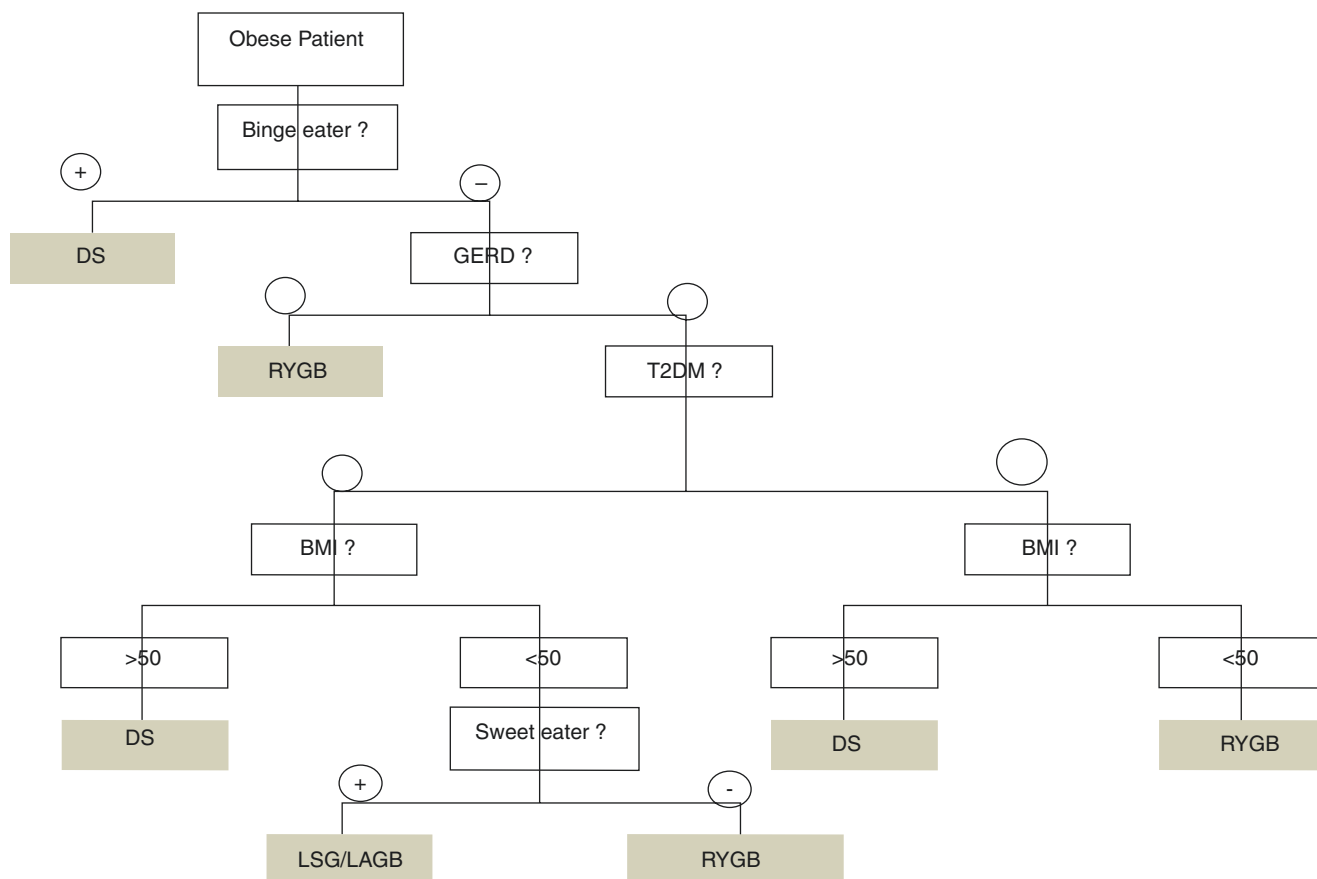 Obese Patient
Binge eater ?
+
–
DS
GERD ?
RYGB
T2DM ?
BMI ?
BMI ?
>50
<50
>50
<50
DS
Sweet eater ?
DS
RYGB
+
-
LSG/LAGB
RYGB